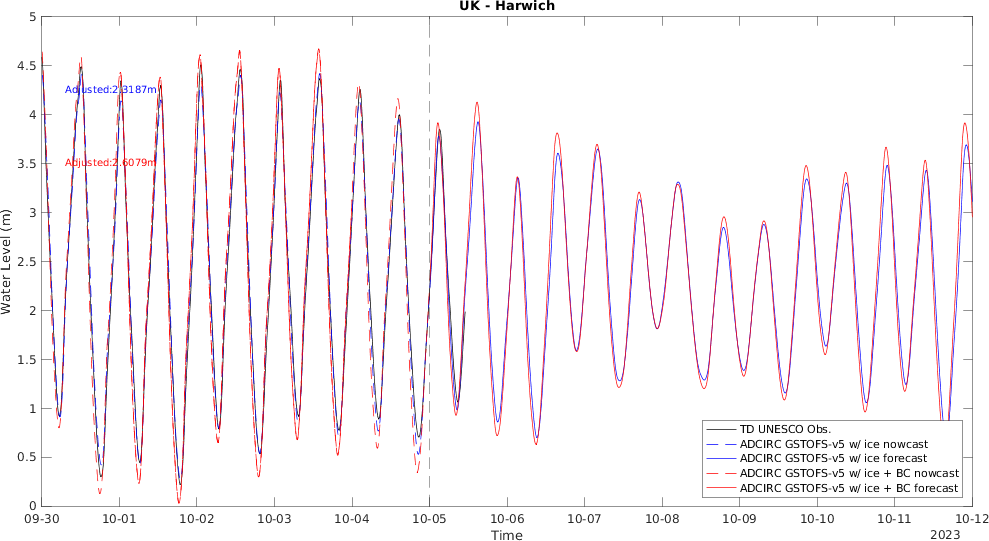 UK - Harwich
5
4.5
4
3.5
3
2.5
2
1.5
1
0.5
0
Water Level (m)
Adjusted:2.3187m
Adjusted:2.6079m
TD UNESCO Obs.
ADCIRC GSTOFS-v5 w/ ice nowcast
ADCIRC GSTOFS-v5 w/ ice forecast
ADCIRC GSTOFS-v5 w/ ice + BC nowcast
ADCIRC GSTOFS-v5 w/ ice + BC forecast
09-30 10-01 10-02 10-03 10-04 10-05 10-06 10-07 10-08 10-09 10-10 10-11 10-12
Time
2023